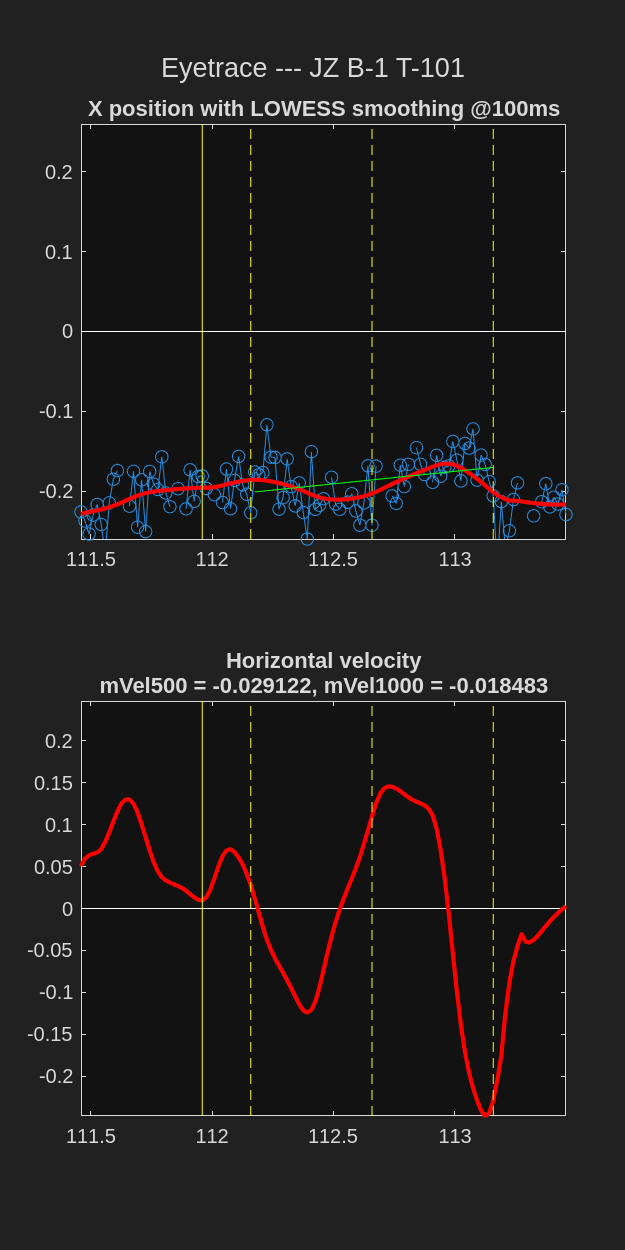 Eyetrace --- JZ B-1 T-101
X position with LOWESS smoothing @100ms
0.2
0.1
0
-0.1
-0.2
111.5 112 112.5 113
Horizontal velocity
mVel500 = -0.029122, mVel1000 = -0.018483
0.2
0.15
0.1
0.05
0
-0.05
-0.1
-0.15
-0.2
111.5 112 112.5 113